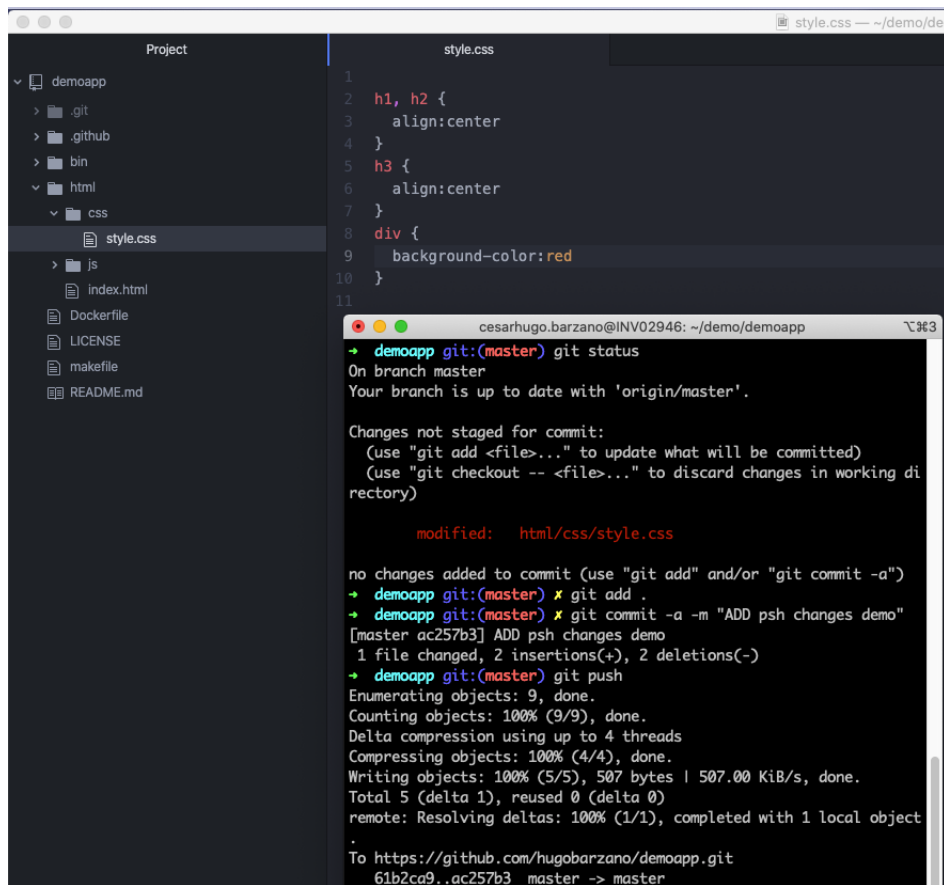 style.css — ~/demo/de
Project
style.css
demoapp
.git
.github
bin
html
css
style.css
js
index.html
Dockerfile
LICENSE
makefile
README.md
1
2 h1, h2 {
3 align:center
4 }
5 h3 {
6 align:center
7 }
8 div {
9 background-color:red
10 }
11
cesarhugo.barzano@INV02946: ~/demo/demoapp ⌥⌘3
→ demoapp git:(master) git status
On branch master
Your branch is up to date with 'origin/master'.
Changes not staged for commit:
(use "git add <file>..." to update what will be committed)
(use "git checkout -- <file>..." to discard changes in working di
rectory)
modified: html/css/style.css
no changes added to commit (use "git add" and/or "git commit -a")
→ demoapp git:(master) ✗ git add .
→ demoapp git:(master) ✗ git commit -a -m "ADD psh changes demo"
[master ac257b3] ADD psh changes demo
1 file changed, 2 insertions(+), 2 deletions(-)
→ demoapp git:(master) git push
Enumerating objects: 9, done.
Counting objects: 100% (9/9), done.
Delta compression using up to 4 threads
Compressing objects: 100% (4/4), done.
Writing objects: 100% (5/5), 507 bytes | 507.00 KiB/s, done.
Total 5 (delta 1), reused 0 (delta 0)
remote: Resolving deltas: 100% (1/1), completed with 1 local object
.
To https://github.com/hugobarzano/demoapp.git
61b2ca9..ac257b3 master -> master